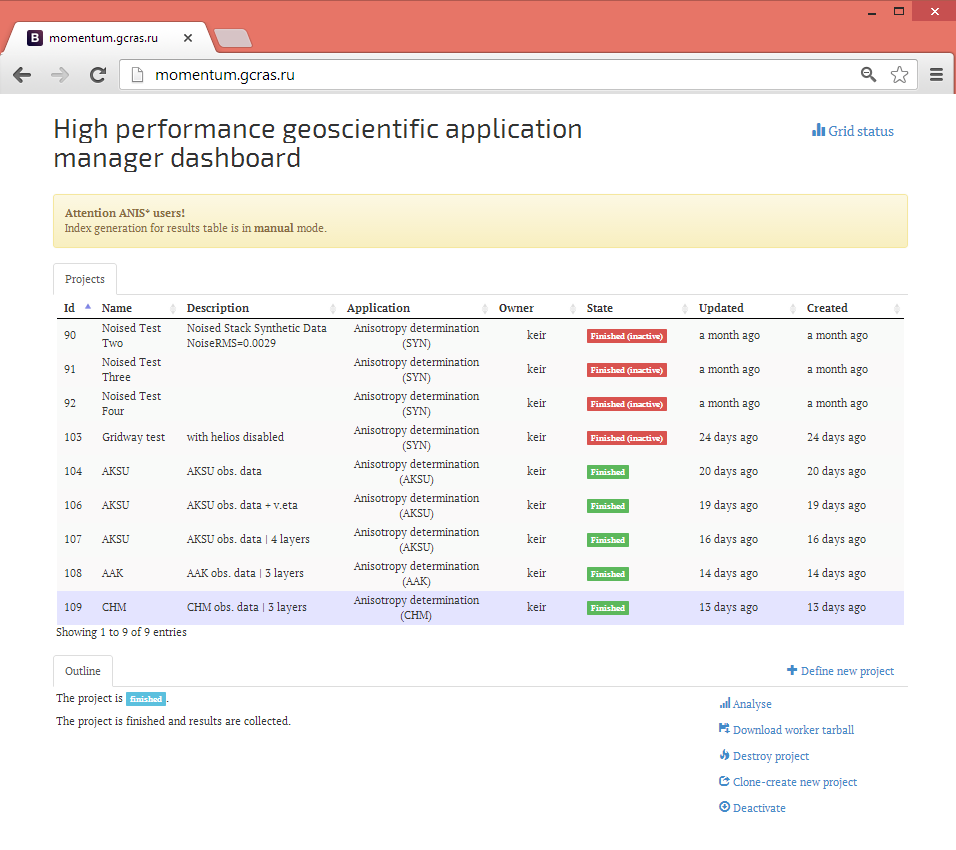 momentum.gcras.ru
momentum.gcras.ru
High performance geoscientific application
manager dashboard
Grid status
Attention ANIS* users!
Index generation for results table is in manual mode.
Projects
Id Name Description Application Owner State Updated Created
90 Noised Test Two Noised Stack Synthetic Data NoiseRMS=0.0029 Anisotropy determination (SYN) keir Finished (inactive) a month ago a month ago
91 Noised Test Three Anisotropy determination (SYN) keir Finished (inactive) a month ago a month ago
92 Noised Test Four Anisotropy determination (SYN) keir Finished (inactive) a month ago a month ago
103 Gridway test with helios disabled Anisotropy determination (SYN) keir Finished (inactive) 24 days ago 24 days ago
104 AKSU AKSU obs. data Anisotropy determination (AKSU) keir Finished 20 days ago 20 days ago
106 AKSU AKSU obs. data + v.eta Anisotropy determination (AKSU) keir Finished 19 days ago 19 days ago
107 AKSU AKSU obs. data | 4 layers Anisotropy determination (AKSU) keir Finished 16 days ago 16 days ago
108 AAK AAK obs. data | 3 layers Anisotropy determination (AAK) keir Finished 14 days ago 14 days ago
109 CHM CHM obs. data | 3 layers Anisotropy determination (CHM) keir Finished 13 days ago 13 days ago
Showing 1 to 9 of 9 entries
Outline
Define new project
The project is finished.
The project is finished and results are collected.
Analyse
Download worker tarball
Destroy project
Clone-create new project
Deactivate